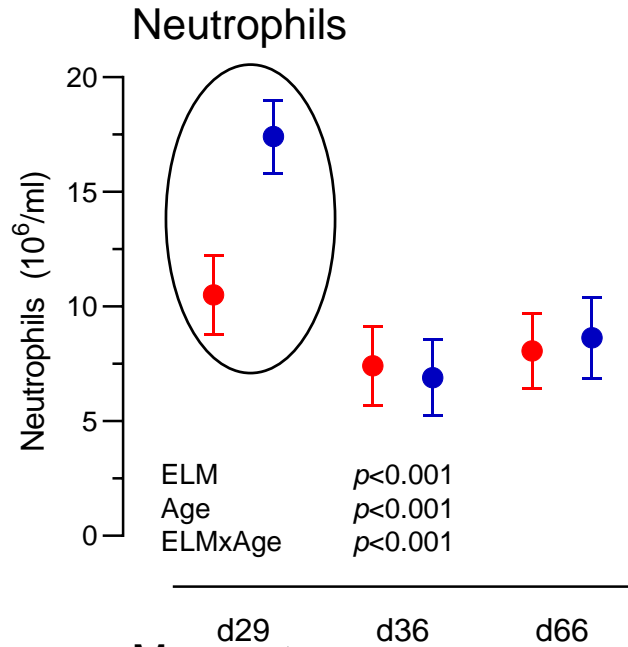 Neutrophils
Neutrophils (10⁶/ml)
20
15
10
5
0
ELM p<0.001
Age p<0.001
ELMxAge p<0.001
d29 d36 d66